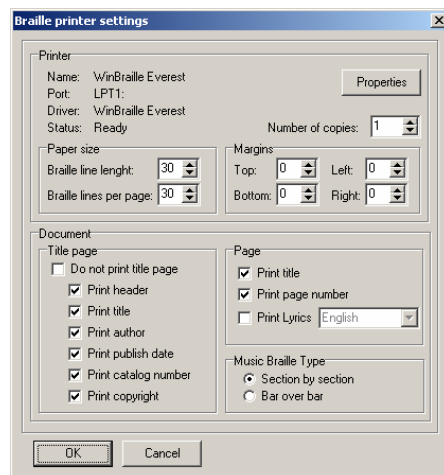 Braille printer settings
Printer
Name: WinBraille Everest
Port: LPT1:
Driver: WinBraille Everest
Status: Ready
Properties
Number of copies: 1
Paper size
Braille line lenght: 30
Braille lines per page: 30
Margins
Top: 0 Left: 0
Bottom: 0 Right: 0
Document
Title page
Do not print title page
Print header
Print title
Print author
Print publish date
Print catalog number
Print copyright
Page
Print title
Print page number
Print Lyrics English
Music Braille Type
Section by section
Bar over bar
OK Cancel